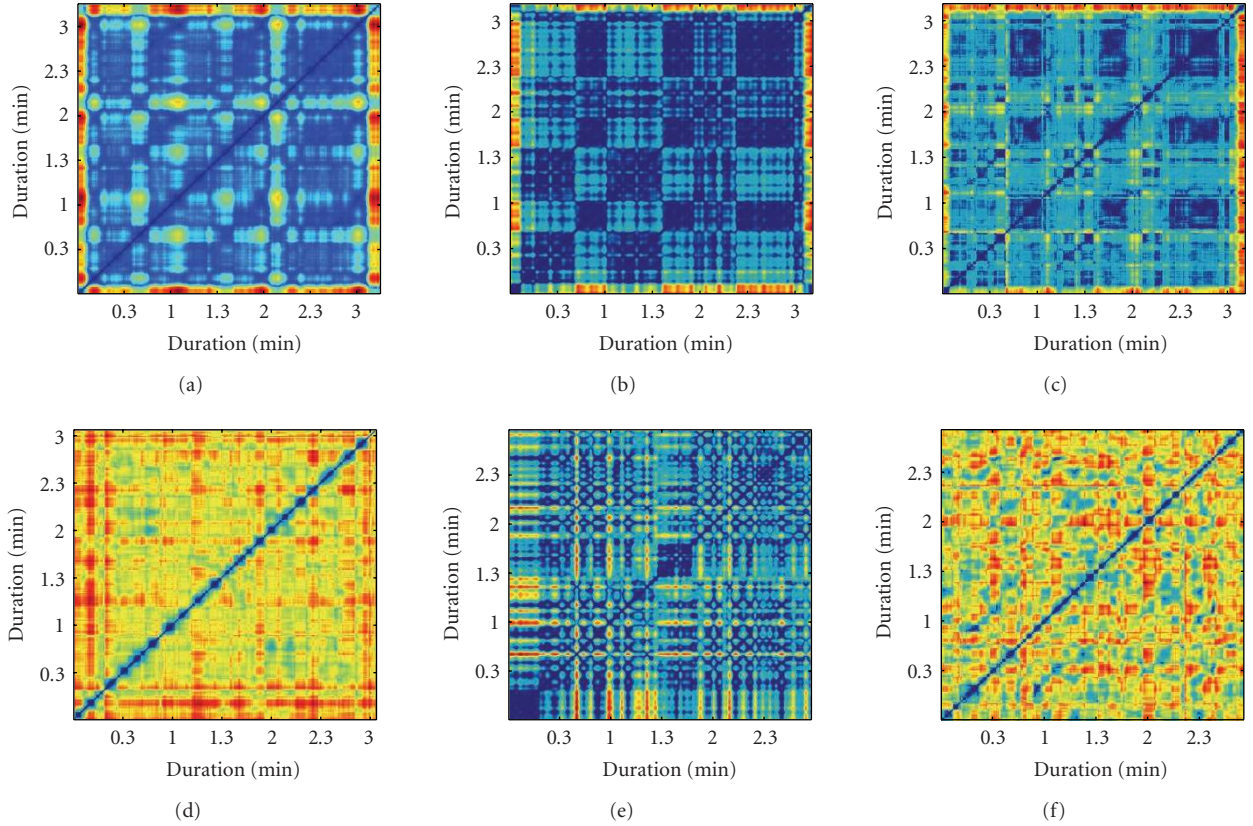 3
2.3
2
1.3
1
0.3
Duration (min)
0.3 1 1.3 2 2.3 3
Duration (min)
(a)
3
2.3
2
1.3
1
0.3
Duration (min)
0.3 1 1.3 2 2.3 3
Duration (min)
(b)
3
2.3
2
1.3
1
0.3
Duration (min)
0.3 1 1.3 2 2.3 3
Duration (min)
(c)
3
2.3
2
1.3
1
0.3
Duration (min)
0.3 1 1.3 2 2.3 3
Duration (min)
(d)
2.3
2
1.3
1
0.3
Duration (min)
0.3 1 1.3 2 2.3
Duration (min)
(e)
2.3
2
1.3
1
0.3
Duration (min)
0.3 1 1.3 2 2.3
Duration (min)
(f)